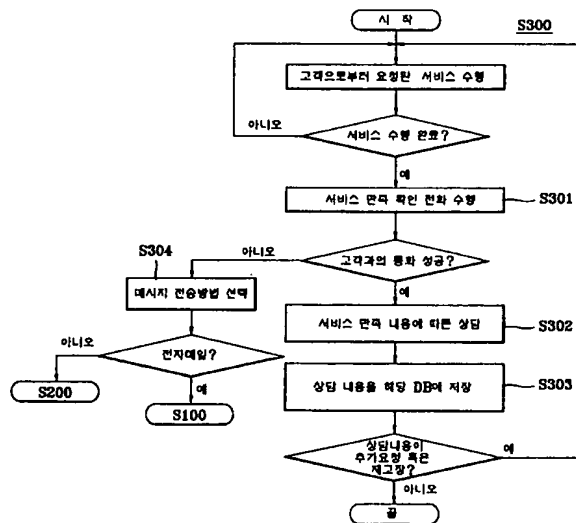 시 작
S300
고객으로부터 요청된 서비스 수행
아니오
서비스 수행 완료?
예
서비스 만족 확인 전화 수행
S301
고객과의 통화 성공?
아니오
예
S304
메시지 전송방법 선택
서비스 만족 내용에 따른 상담
S302
전자메일?
아니오
예
S200
S100
상담 내용을 해당 DB에 저장
S303
상담내용이
추가요청 혹은
재고장?
예
아니오
끝